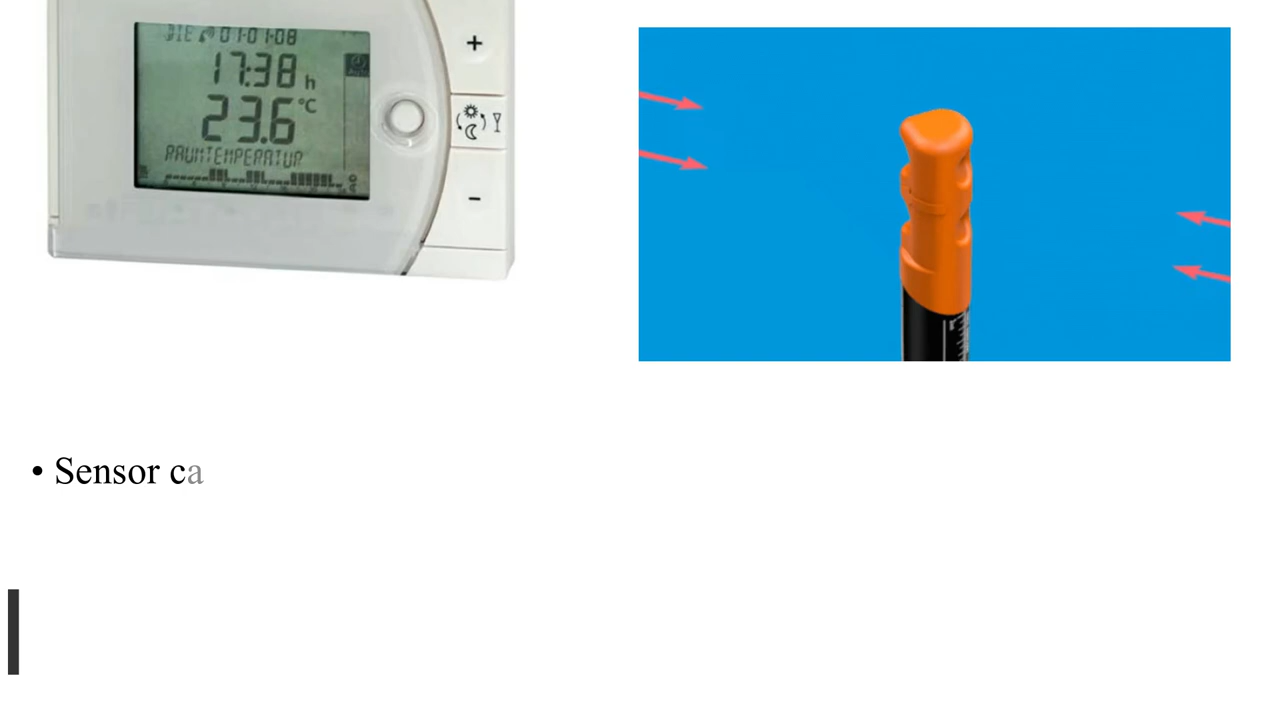 DIE 01·01·08
17:38 h
23.6 °C
RAUMTEMPERATUR
+
-
• Sensor ca